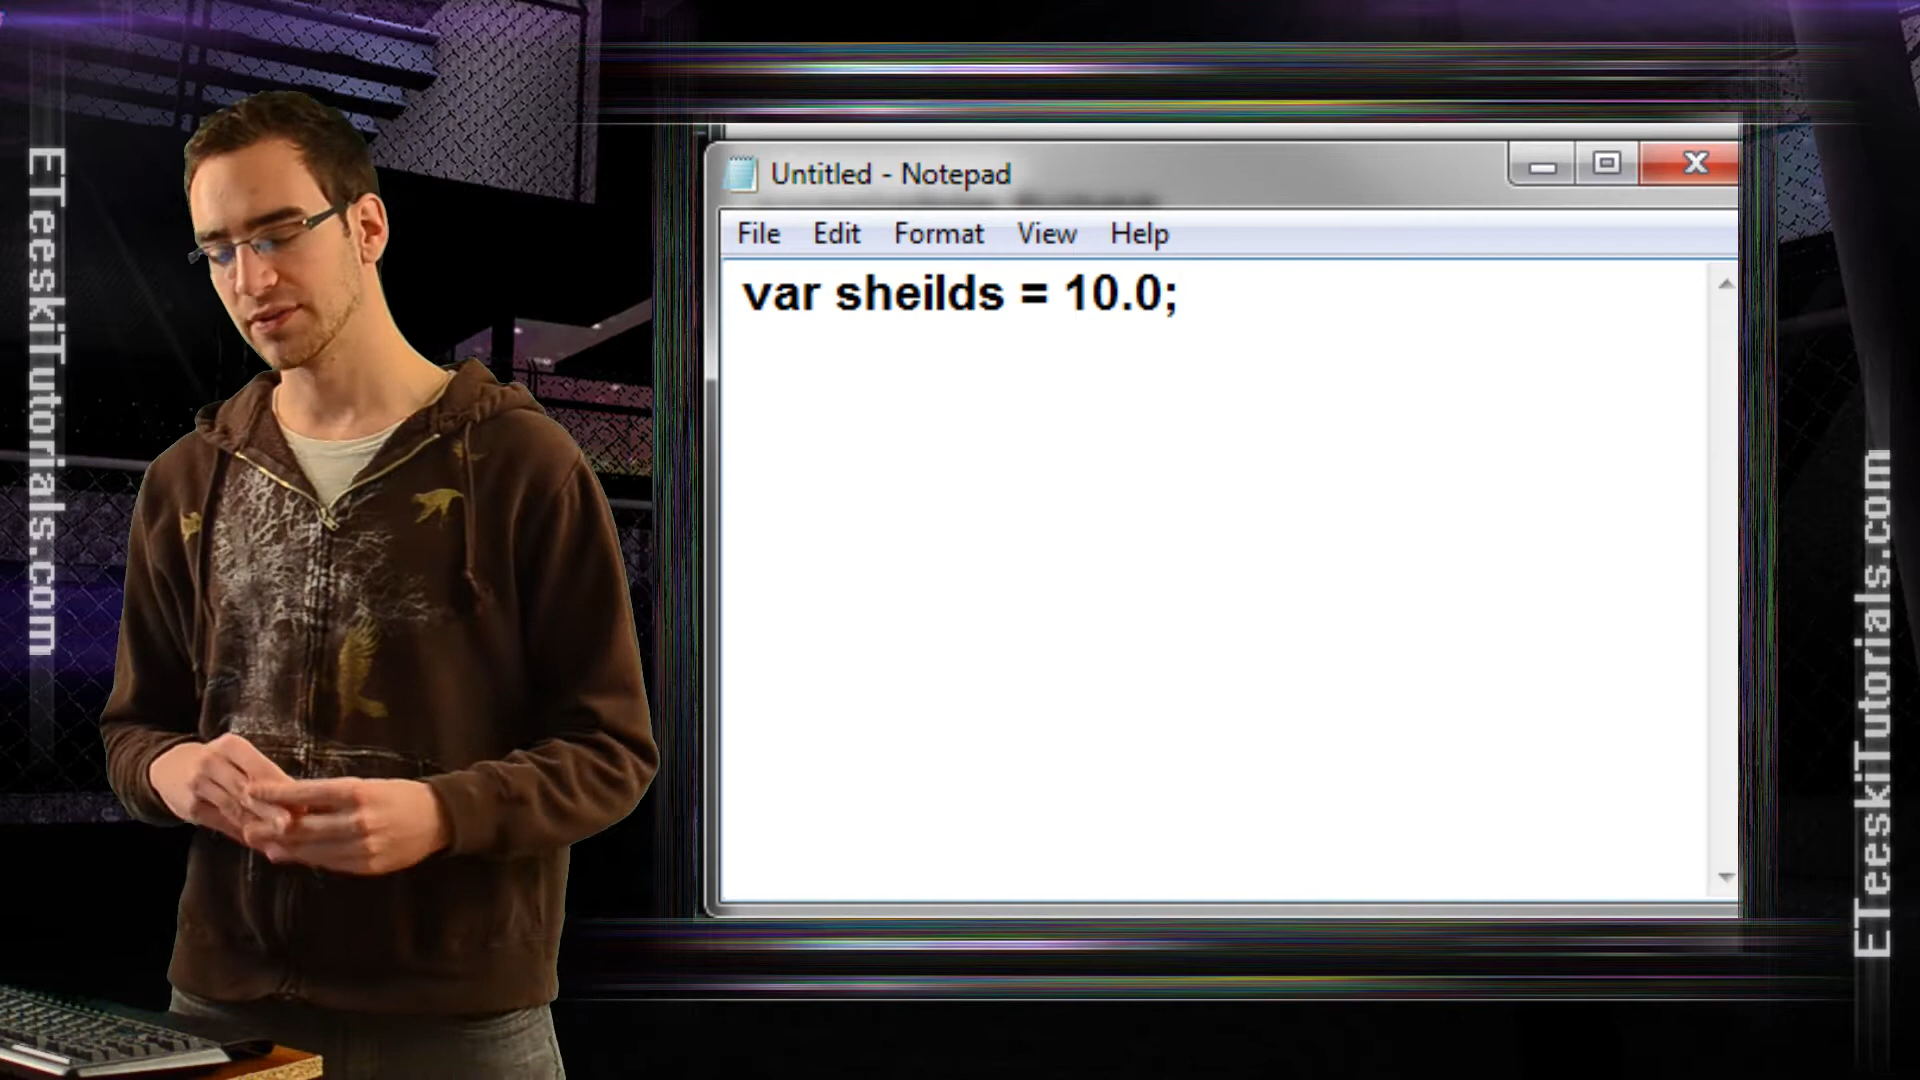 ETeeskiTutorials.com
Untitled - Notepad
File Edit Format View Help
var sheilds = 10.0;
ETeeskiTutorials.com